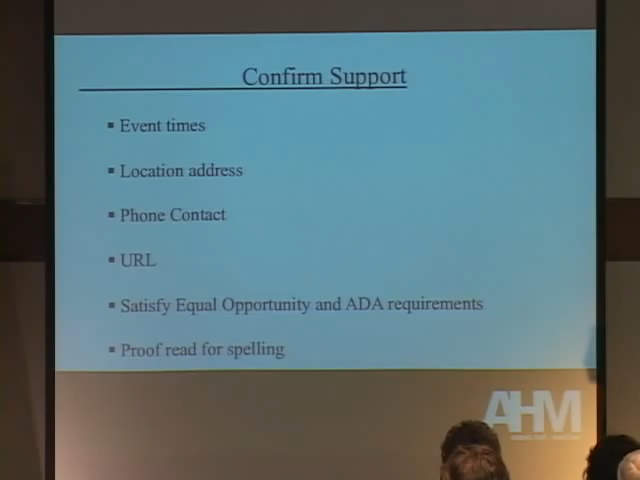 Confirm Support
▪ Event times
▪ Location address
▪ Phone Contact
▪ URL
▪ Satisfy Equal Opportunity and ADA requirements
▪ Proof read for spelling
AHM